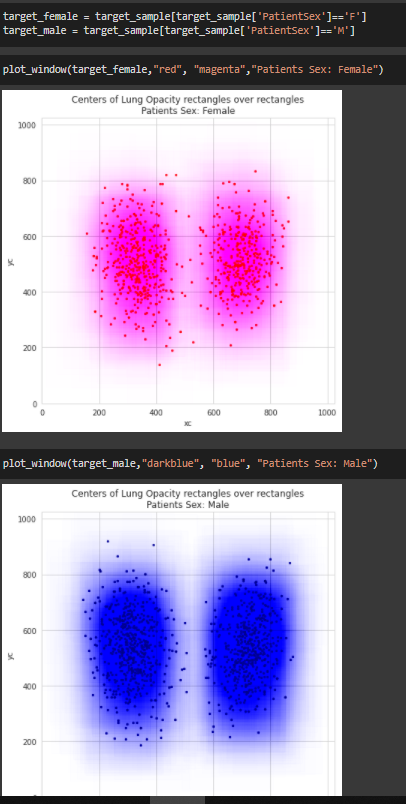 target_female = target_sample[target_sample['PatientSex']=='F']
target_male = target_sample[target_sample['PatientSex']=='M']
plot_window(target_female,"red", "magenta","Patients Sex: Female")
Centers of Lung Opacity rectangles over rectangles
Patients Sex: Female
1000
800
600
400
200
0
yc
0 200 400 600 800 1000
xc
plot_window(target_male,"darkblue", "blue", "Patients Sex: Male")
Centers of Lung Opacity rectangles over rectangles
Patients Sex: Male
1000
800
600
400
200
yc